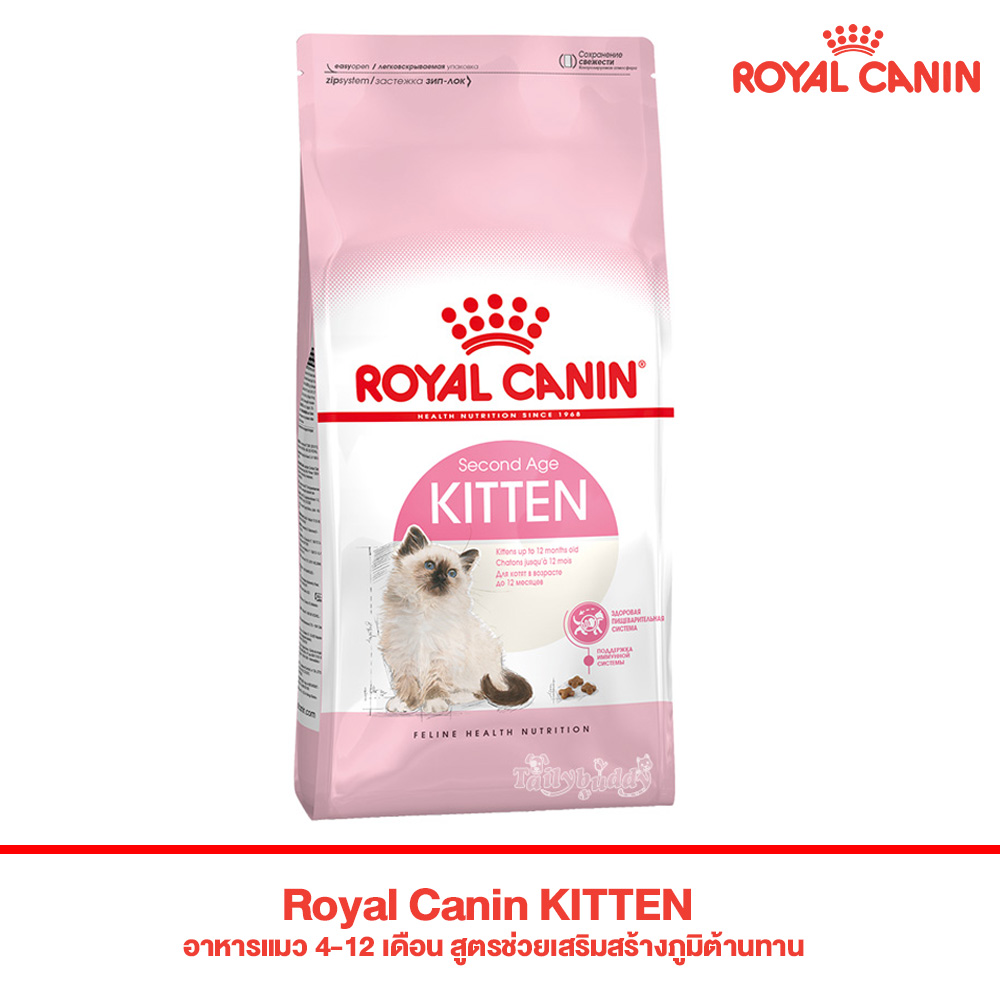 ROYAL CANIN
easyopen / легковскрываемая упаковка
zipsystem / застежка ЗИП-ЛОК
Сохранение
свежести
ROYAL CANIN®
HEALTH NUTRITION SINCE 1968
Second Age
KITTEN
Kittens up to 12 months old
Chatons jusqu'à 12 mois
Для котят в возрасте
до 12 месяцев
ЗДОРОВАЯ
ПИЩЕВАРИТЕЛЬНАЯ
СИСТЕМА
ПОДДЕРЖКА
ИММУННОЙ
СИСТЕМЫ
FELINE HEALTH NUTRITION
Tailybuddy
Royal Canin KITTEN
อาหารแมว 4-12 เดือน สูตรช่วยเสริมสร้างภูมิต้านทาน